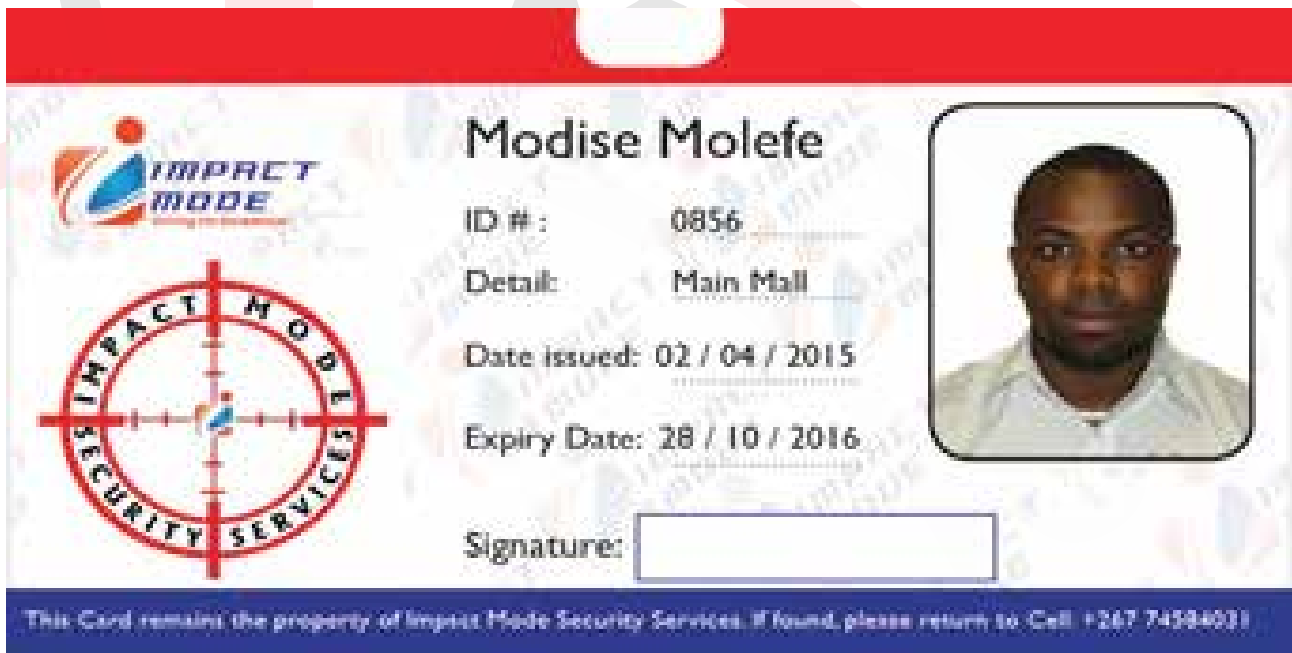 IMPACT
MODE
IMPACT MODE
SECURITY SERVICES
Modise Molefe
ID # : 0856
Detail: Main Mall
Date issued: 02 / 04 / 2015
Expiry Date: 28 / 10 / 2016
Signature:
This Card remains the property of Impact Mode Security Services. If found, please return to Cell +267 74584031